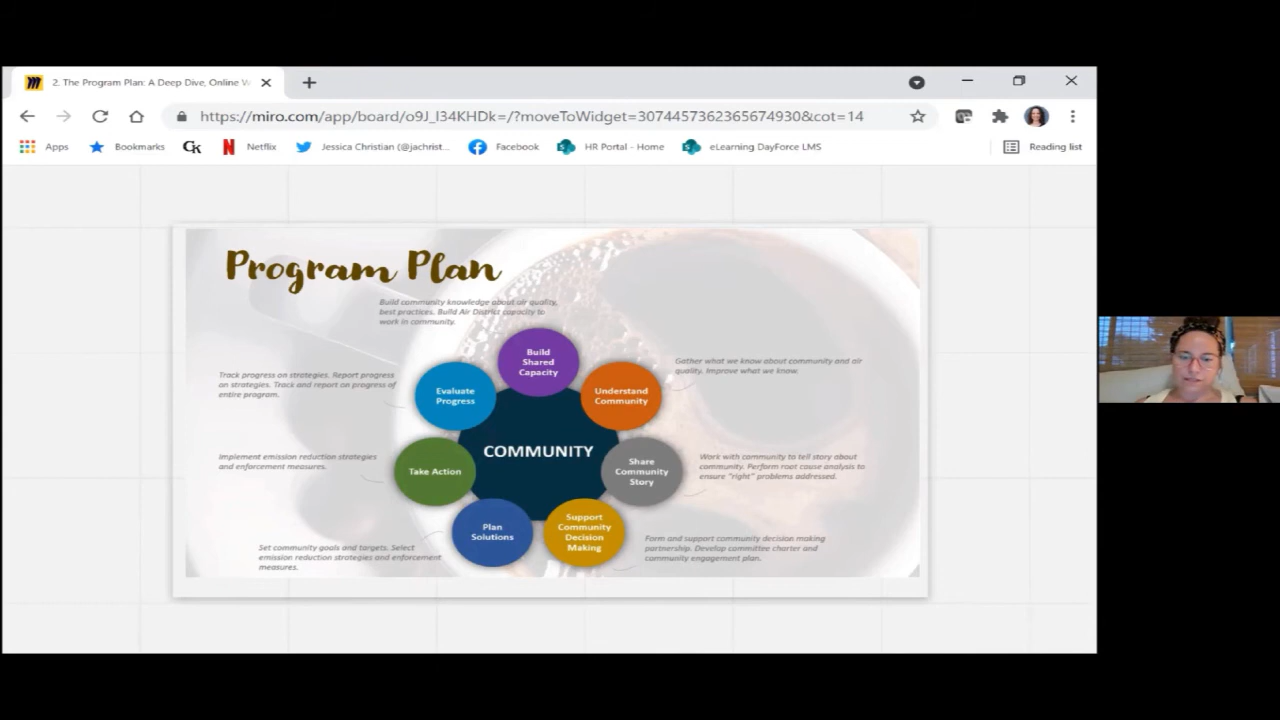 2. The Program Plan: A Deep Dive, Online W
https://miro.com/app/board/o9J_l34KHDk=/?moveToWidget=3074457362365674930&cot=14
Apps
Bookmarks
GK
Netflix
Jessica Christian (@jachrist...
Facebook
HR Portal - Home
eLearning DayForce LMS
Reading list
Program Plan
Build community knowledge about air quality,
best practices. Build Air District capacity to
work in community.
Build
Shared
Capacity
Gather what we know about community and air
quality. Improve what we know.
Understand
Community
Work with community to tell story about
community. Perform root cause analysis to
ensure "right" problems addressed.
Share
Community
Story
Form and support community decision making
partnership. Develop committee charter and
community engagement plan.
Support
Community
Decision
Making
Set community goals and targets. Select
emission reduction strategies and enforcement
measures.
Plan
Solutions
Implement emission reduction strategies
and enforcement measures.
Take Action
Track progress on strategies. Report progress
on strategies. Track and report on progress of
entire program.
Evaluate
Progress
COMMUNITY